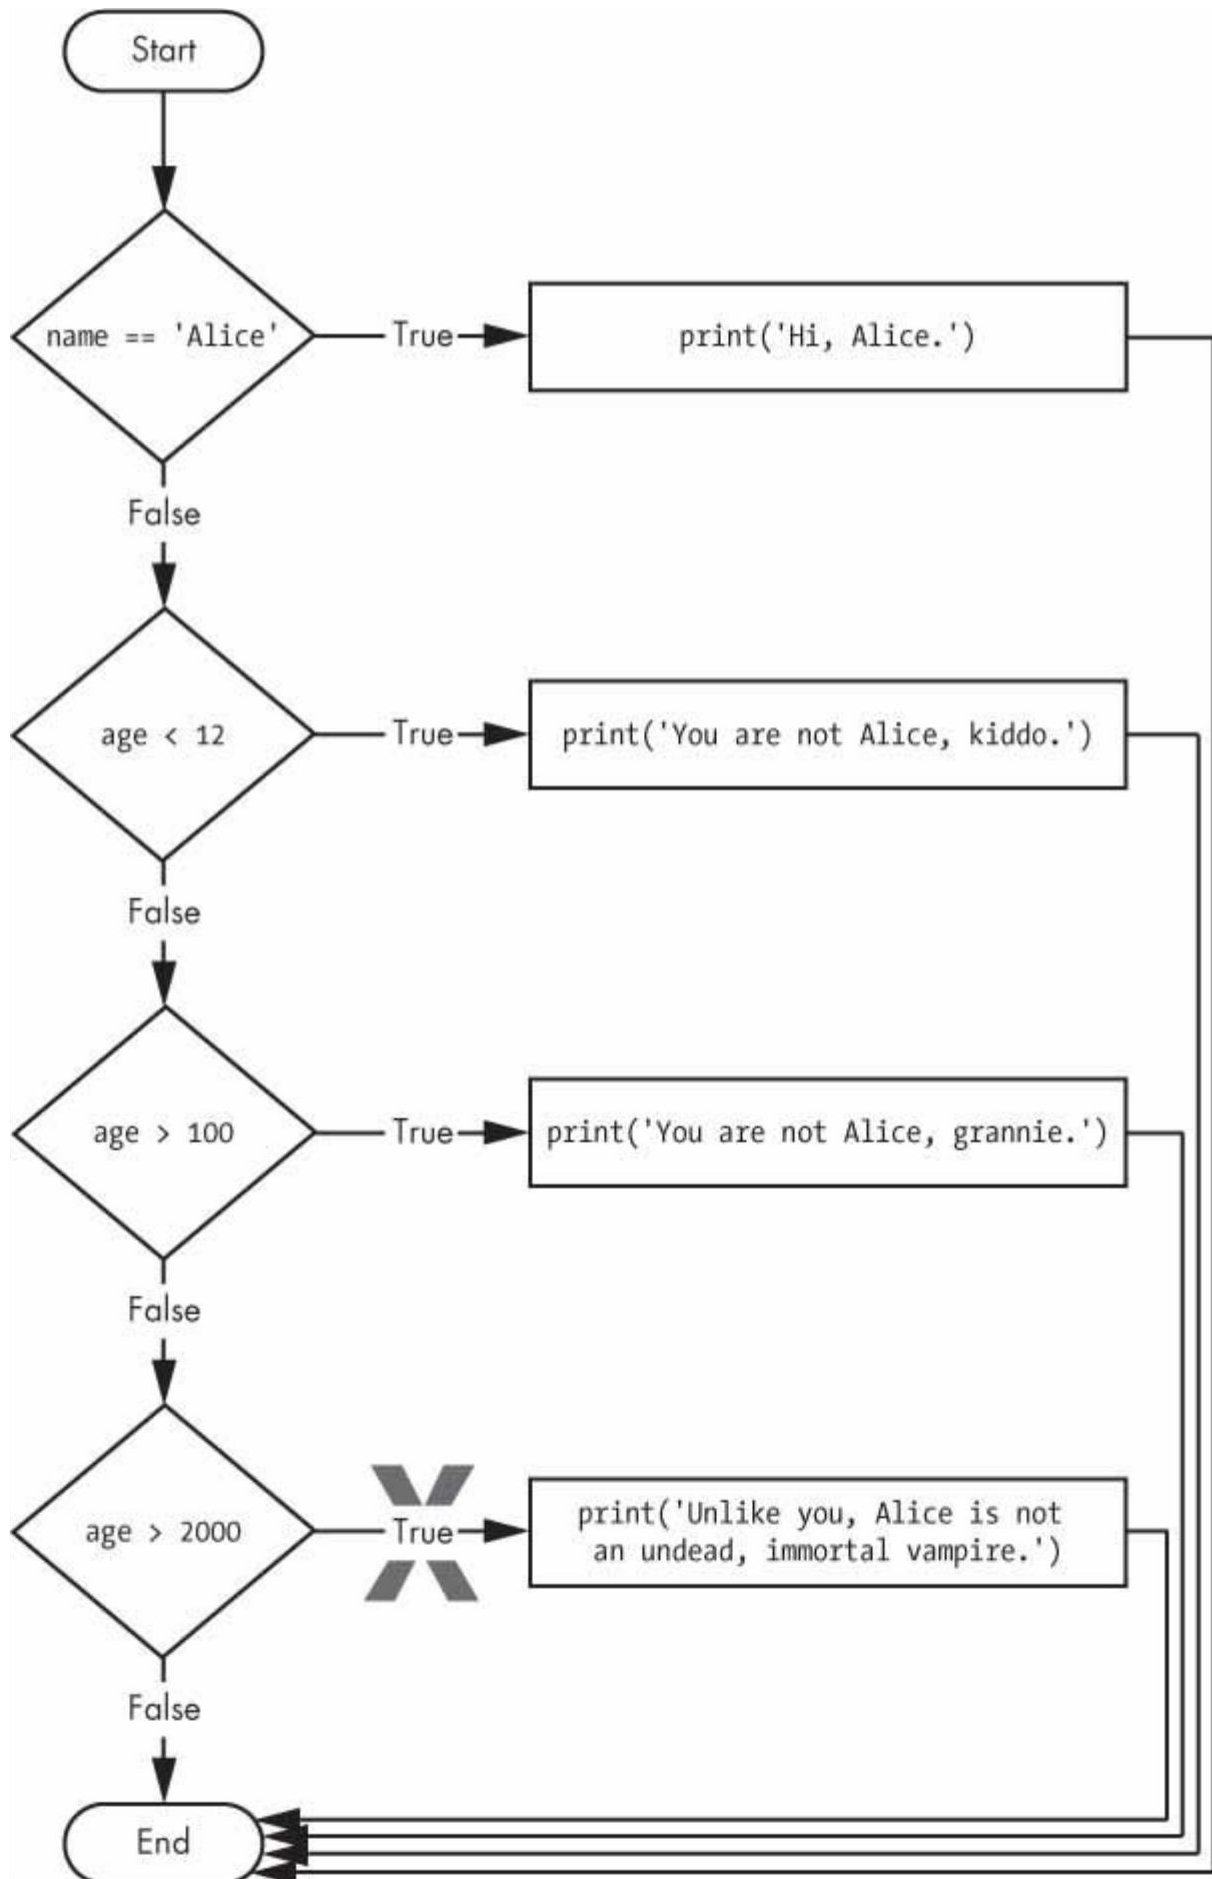 Start
name == 'Alice'
True
print('Hi, Alice.')
False
age < 12
True
print('You are not Alice, kiddo.')
False
age > 100
True
print('You are not Alice, grannie.')
False
age > 2000
True
print('Unlike you, Alice is not
an undead, immortal vampire.')
False
End